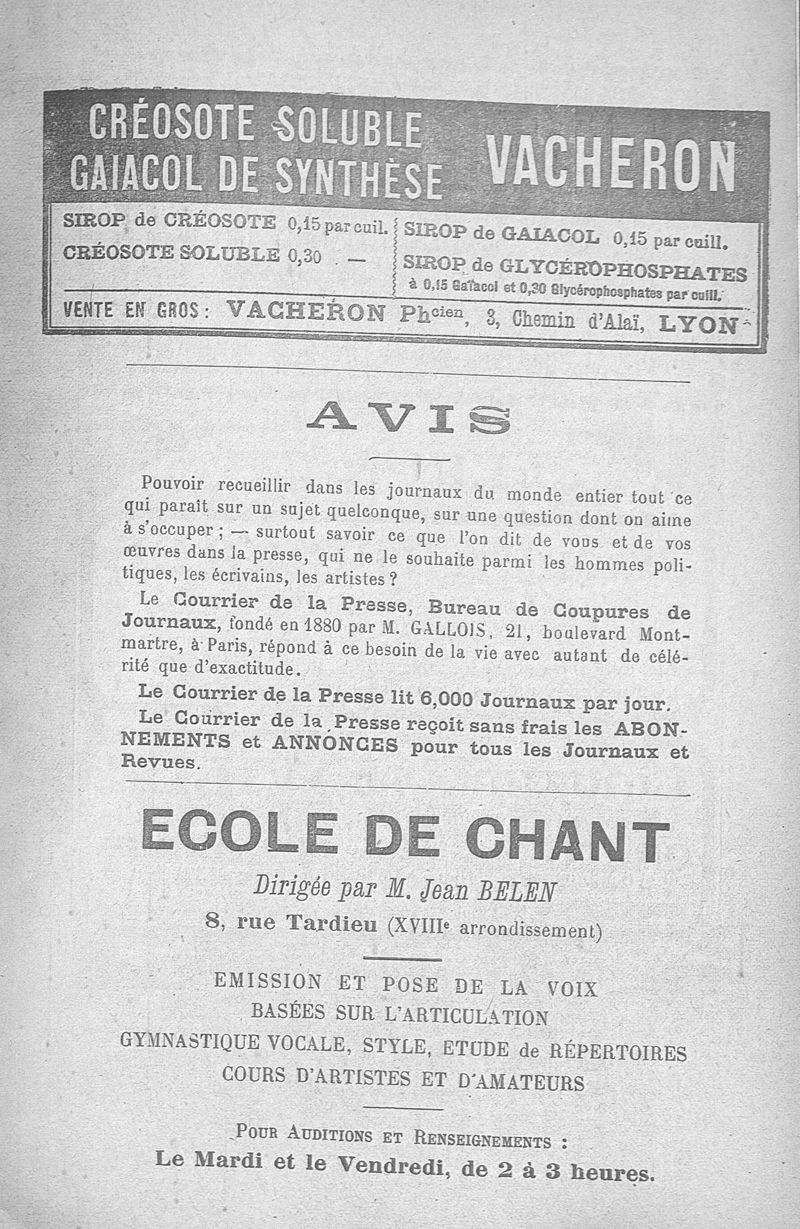 CRÉOSOTE SOLUBLE
GAIACOL DE SYNTHÈSE
VACHERON
SIROP de CRÉOSOTE 0,15 par cuil.
CRÉOSOTE SOLUBLE 0,30 —
SIROP de GAIACOL 0,15 par cuill.
SIROP de GLYCÉROPHOSPHATES
à 0,15 Gaïacol et 0,30 Glycérophosphates par cuill.
VENTE EN GROS: VACHERON Phcien, 3, Chemin d'Alaï, LYON
AVIS
Pouvoir recueillir dans les journaux du monde entier tout ce
qui paraît sur un sujet quelconque, sur une question dont on aime
à s'occuper ; — surtout savoir ce que l'on dit de vous et de vos
œuvres dans la presse, qui ne le souhaite parmi les hommes poli-
tiques, les écrivains, les artistes ?
Le Courrier de la Presse, Bureau de Coupures de
Journaux, fondé en 1880 par M. GALLOIS, 21, boulevard Mont-
martre, à Paris, répond à ce besoin de la vie avec autant de célé-
rité que d'exactitude.
Le Courrier de la Presse lit 6,000 Journaux par jour.
Le Courrier de la Presse reçoit sans frais les ABON-
NEMENTS et ANNONCES pour tous les Journaux et
Revues.
ECOLE DE CHANT
Dirigée par M. Jean BELEN
8, rue Tardieu (XVIIIe arrondissement)
EMISSION ET POSE DE LA VOIX
BASÉES SUR L'ARTICULATION
GYMNASTIQUE VOCALE, STYLE, ETUDE de RÉPERTOIRES
COURS D'ARTISTES ET D'AMATEURS
POUR AUDITIONS ET RENSEIGNEMENTS :
Le Mardi et le Vendredi, de 2 à 3 heures.